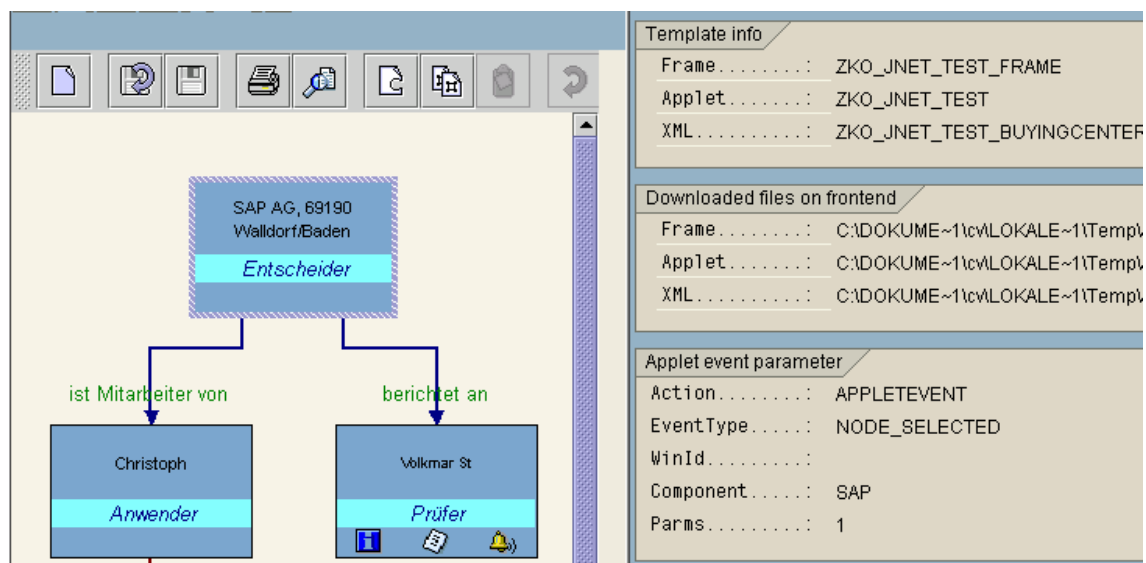 SAP AG, 69190
Walldorf/Baden
Entscheider
ist Mitarbeiter von
berichtet an
Christoph
Anwender
Volkmar St
Prüfer
Template info
Frame........: ZKO_JNET_TEST_FRAME
Applet.......: ZKO_JNET_TEST
XML..........: ZKO_JNET_TEST_BUYINGCENTER
Downloaded files on frontend
Frame........: C:\DOKUME~1\cv\LOKALE~1\Temp\
Applet.......: C:\DOKUME~1\cv\LOKALE~1\Temp\
XML..........: C:\DOKUME~1\cv\LOKALE~1\Temp\
Applet event parameter
Action.......: APPLETEVENT
EventType....: NODE_SELECTED
WinId........:
Component....: SAP
Parms........: 1